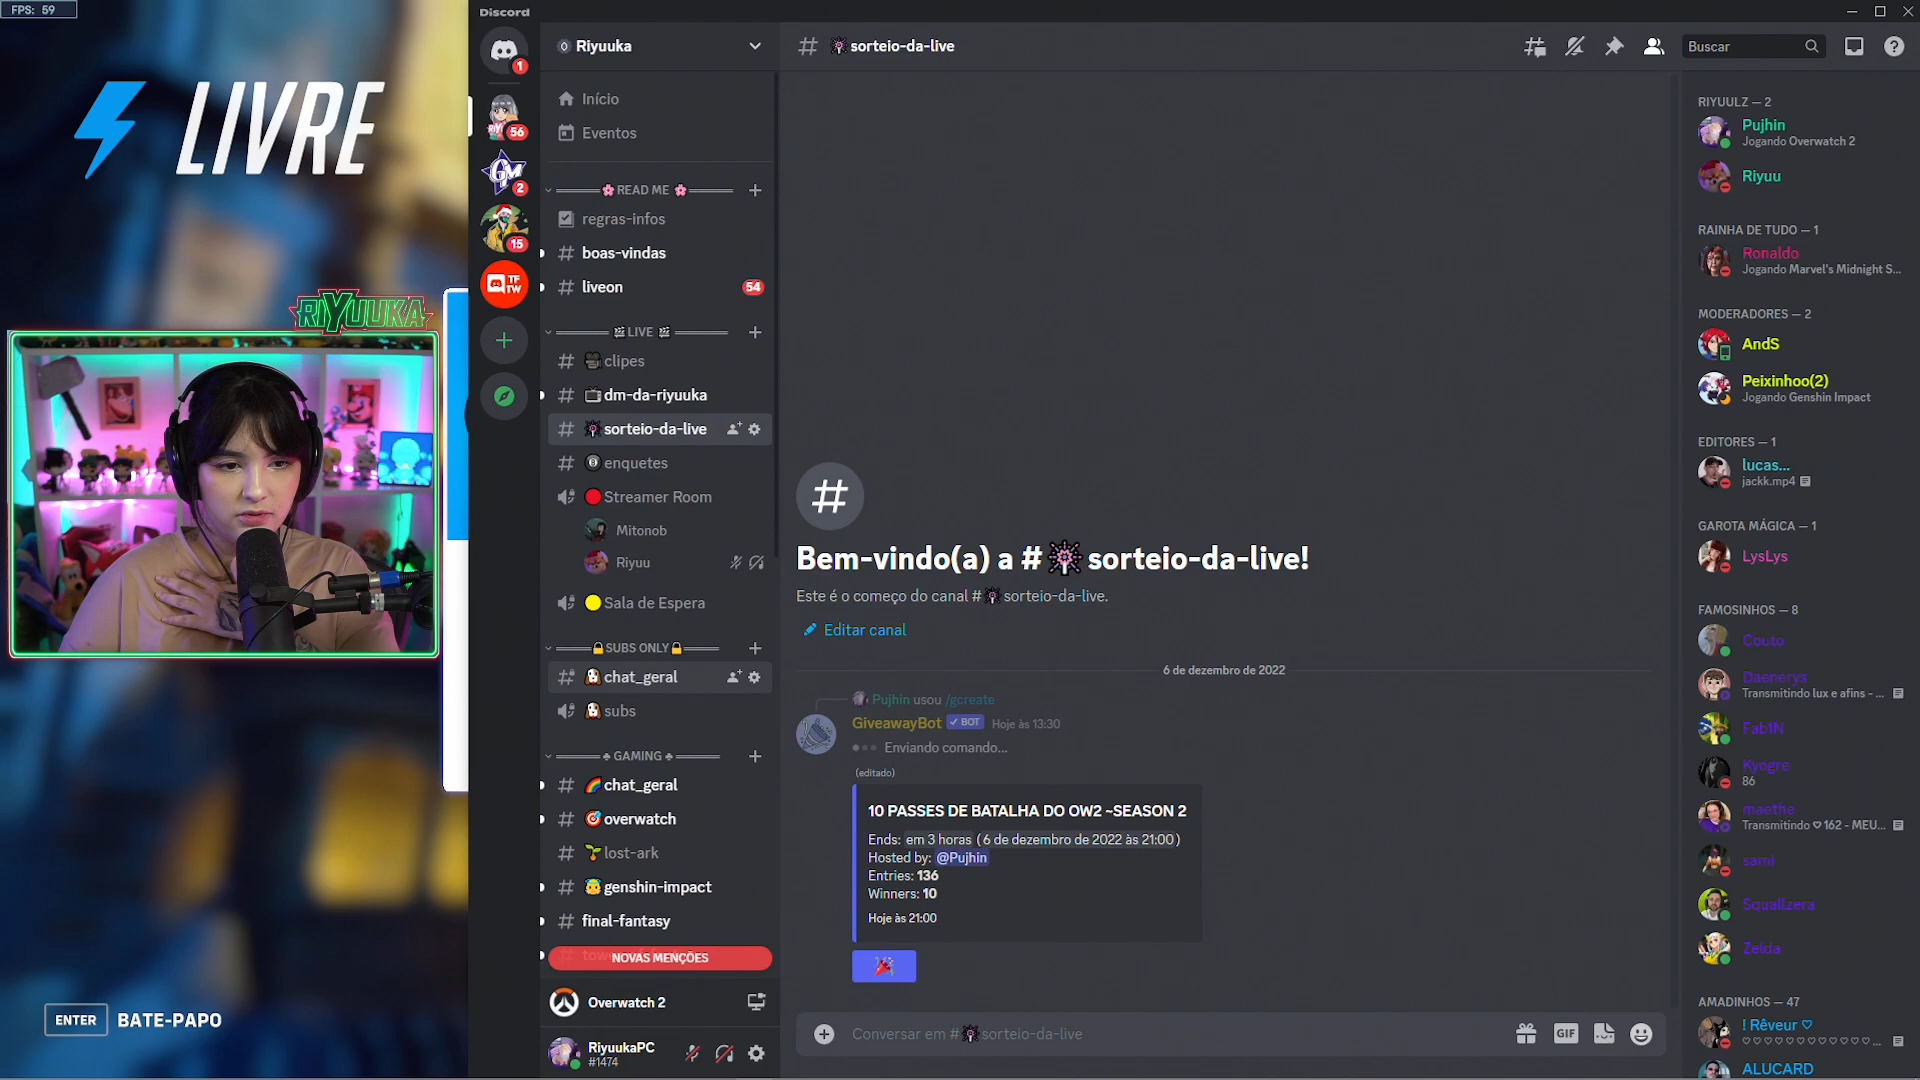 FPS: 59
LIVRE
RIYUUKA
ENTER BATE-PAPO
Discord
1
56
GM
2
15
TF
TW
Riyuuka
Início
Eventos
READ ME
regras-infos
boas-vindas
liveon 54
LIVE
clipes
dm-da-riyuuka
sorteio-da-live
enquetes
Streamer Room
Mitonob
Riyuu
Sala de Espera
SUBS ONLY
chat_geral
subs
GAMING
chat_geral
overwatch
lost-ark
genshin-impact
final-fantasy
NOVAS MENÇÕES
Overwatch 2
RiyuukaPC
#1474
sorteio-da-live
Buscar
Bem-vindo(a) a # sorteio-da-live!
Este é o começo do canal # sorteio-da-live.
Editar canal
6 de dezembro de 2022
Pujhin usou /gcreate
GiveawayBot BOT Hoje às 13:30
Enviando comando...
(editado)
10 PASSES DE BATALHA DO OW2 ~SEASON 2
Ends: em 3 horas (6 de dezembro de 2022 às 21:00)
Hosted by: @Pujhin
Entries: 136
Winners: 10
Hoje às 21:00
Conversar em # sorteio-da-live
GIF
RIYUULZ — 2
Pujhin
Jogando Overwatch 2
Riyuu
RAINHA DE TUDO — 1
Ronaldo
Jogando Marvel's Midnight S...
MODERADORES — 2
AndS
Peixinhoo(2)
Jogando Genshin Impact
EDITORES — 1
lucas...
jackk.mp4
GAROTA MÁGICA — 1
LysLys
FAMOSINHOS — 8
Couto
Daenerys
Transmitindo lux e afins - ...
Fab1N
Kyogre
86
maethe
Transmitindo ♡ 162 - MEU...
sami
Squallzera
Zelda
AMADINHOS — 47
! Rêveur ♡
♡♡♡♡♡♡♡♡♡♡♡♡...
ALUCARD